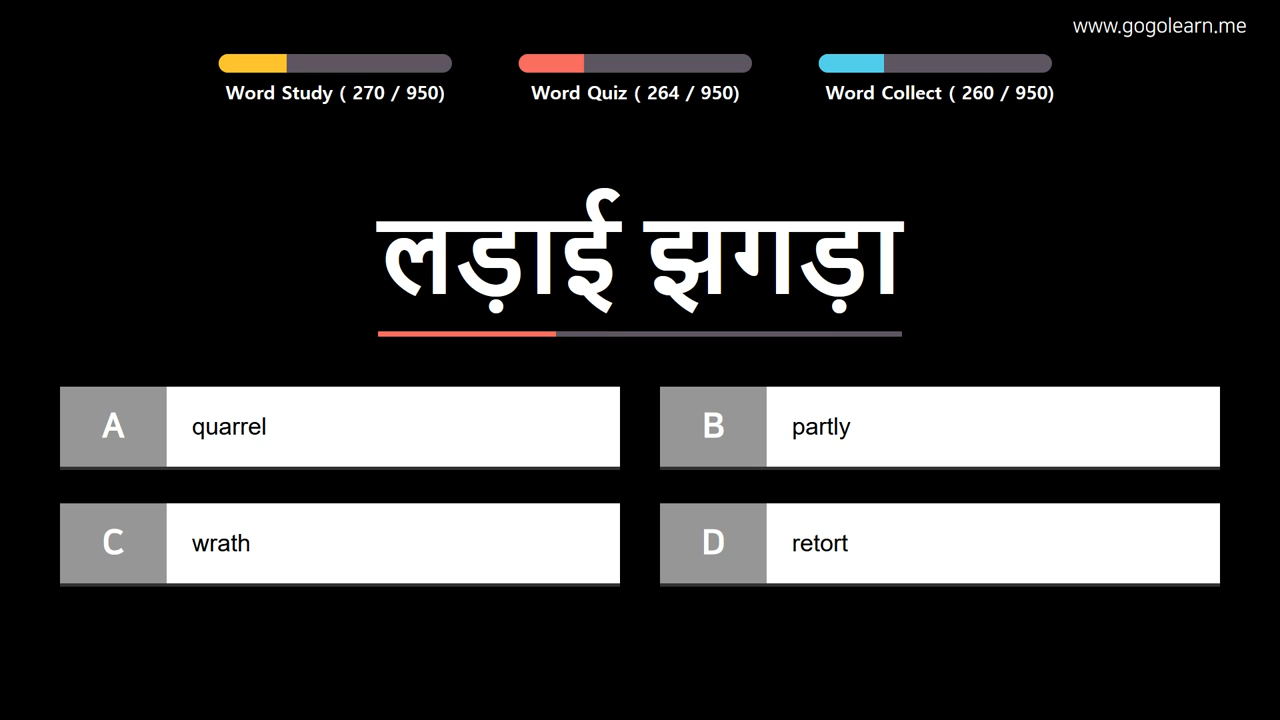 www.gogolearn.me
Word Study ( 270 / 950)
Word Quiz ( 264 / 950)
Word Collect ( 260 / 950)
लड़ाई झगड़ा
A quarrel
B partly
C wrath
D retort